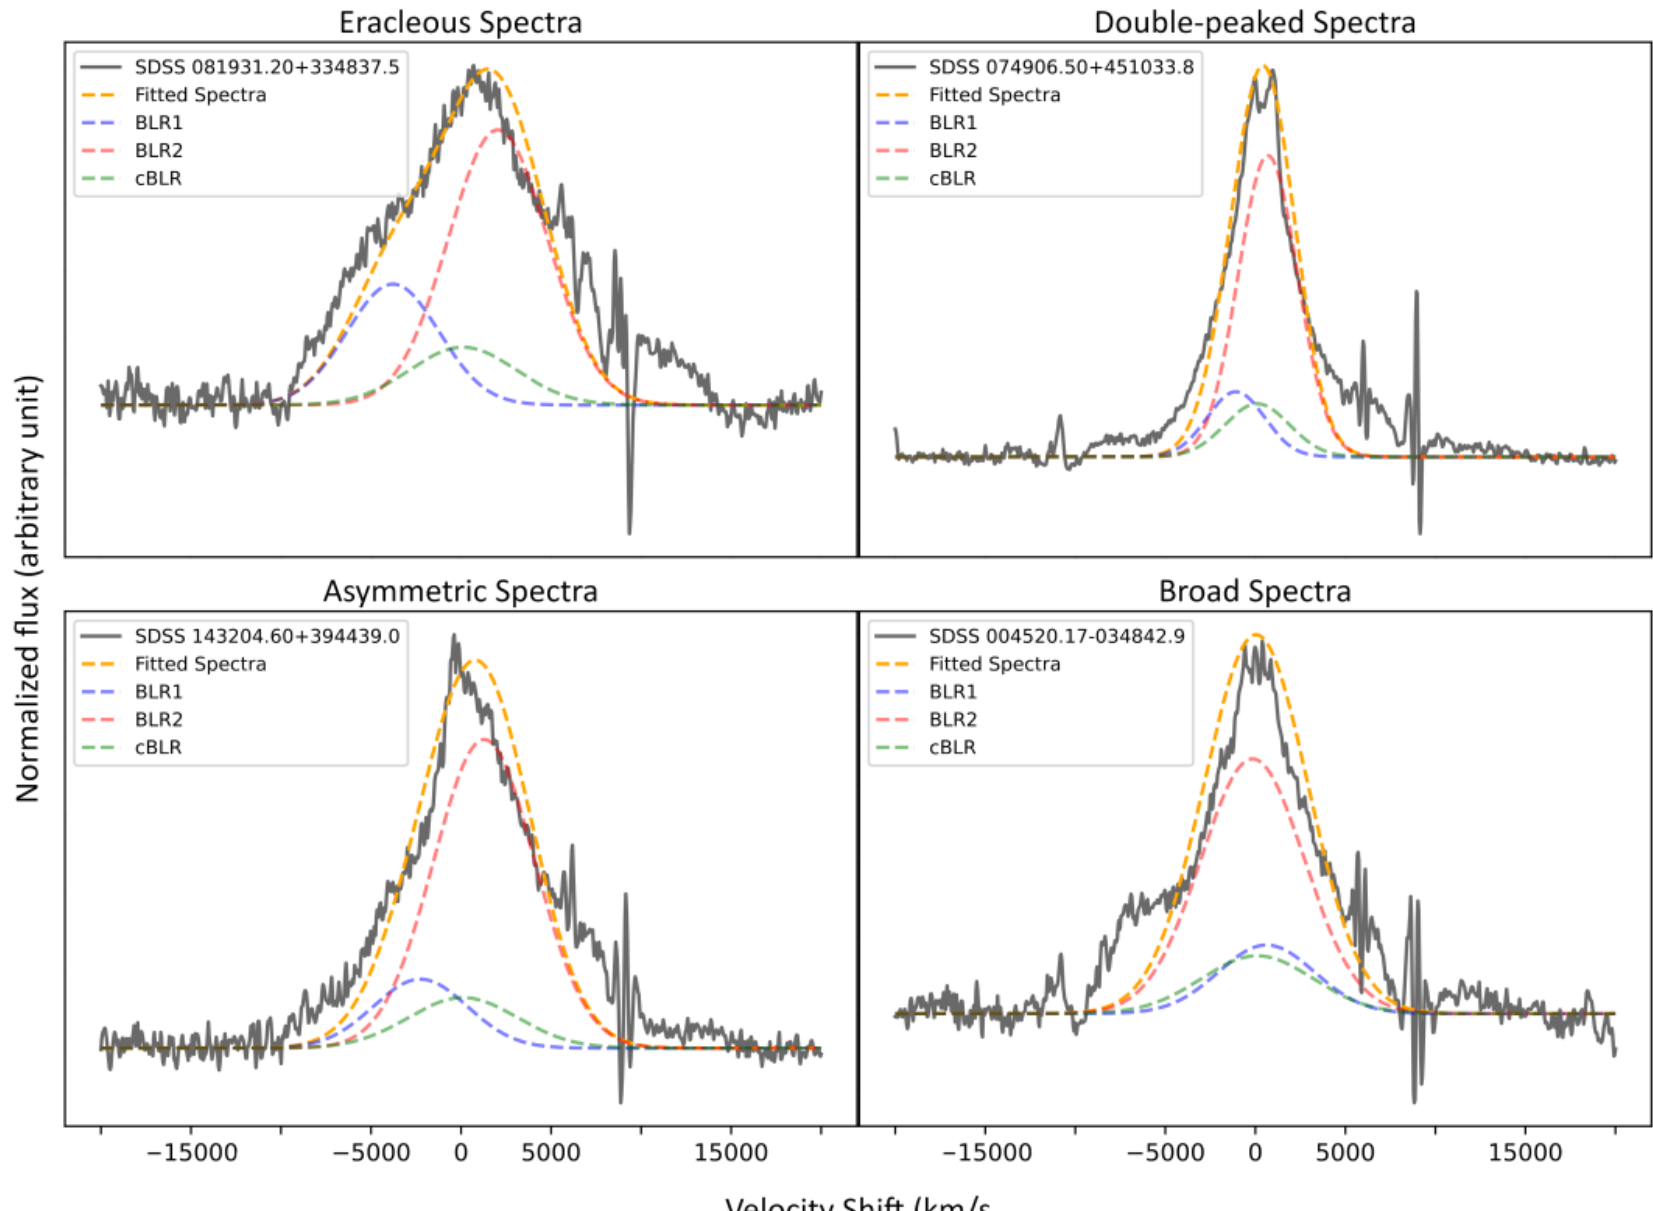 Eracleous Spectra
SDSS 081931.20+334837.5
Fitted Spectra
BLR1
BLR2
cBLR
Double-peaked Spectra
SDSS 074906.50+451033.8
Fitted Spectra
BLR1
BLR2
cBLR
Normalized flux (arbitrary unit)
Asymmetric Spectra
SDSS 143204.60+394439.0
Fitted Spectra
BLR1
BLR2
cBLR
Broad Spectra
SDSS 004520.17-034842.9
Fitted Spectra
BLR1
BLR2
cBLR
−15000 −5000 0 5000 15000
−15000 −5000 0 5000 15000
Velocity Shift (km/s